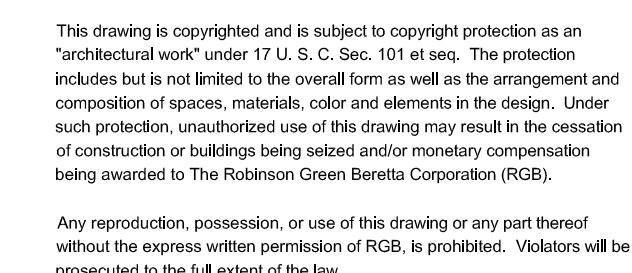 This drawing is copyrighted and is subject to copyright protection as an
"architectural work" under 17 U. S. C. Sec. 101 et seq.  The protection
includes but is not limited to the overall form as well as the arrangement and
composition of spaces, materials, color and elements in the design.  Under
such protection, unauthorized use of this drawing may result in the cessation
of construction or buildings being seized and/or monetary compensation
being awarded to The Robinson Green Beretta Corporation (RGB).

Any reproduction, possession, or use of this drawing or any part thereof
without the express written permission of RGB, is prohibited.  Violators will be
prosecuted to the full extent of the law.